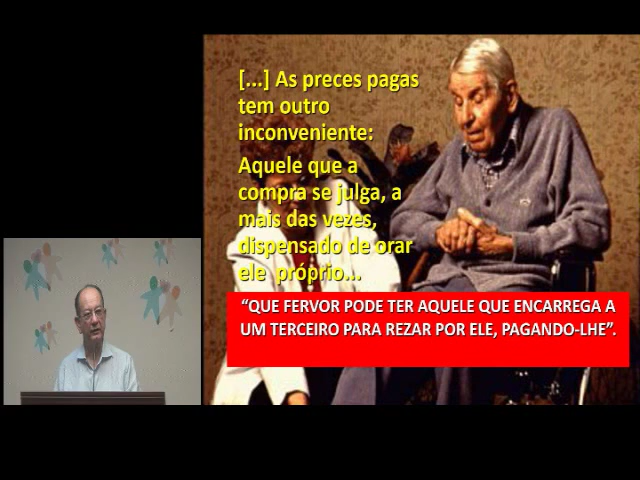 [...] As preces pagas
tem outro
inconveniente:
Aquele que a
compra se julga, a
mais das vezes,
dispensado de orar
ele próprio...
“QUE FERVOR PODE TER AQUELE QUE ENCARREGA A
UM TERCEIRO PARA REZAR POR ELE, PAGANDO-LHE”.